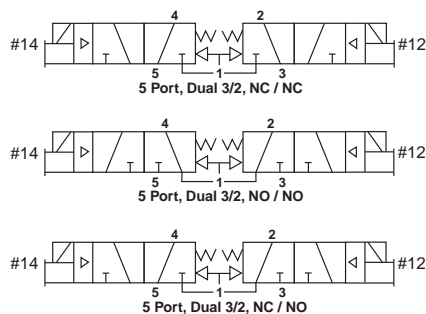 4 2
#14 #12
5 1 3
5 Port, Dual 3/2, NC / NC
4 2
#14 #12
5 1 3
5 Port, Dual 3/2, NO / NO
4 2
#14 #12
5 1 3
5 Port, Dual 3/2, NC / NO